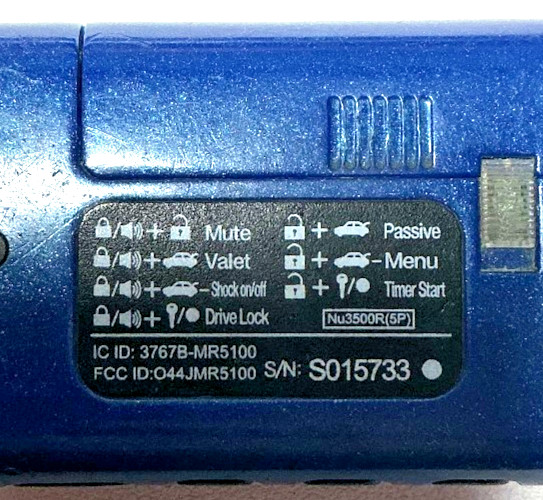 Mute Passive
Valet Menu
Shock on/off Timer Start
Drive Lock Nu3500R(5P)
IC ID: 3767B-MR5100
FCC ID:O44JMR5100 S/N: S015733